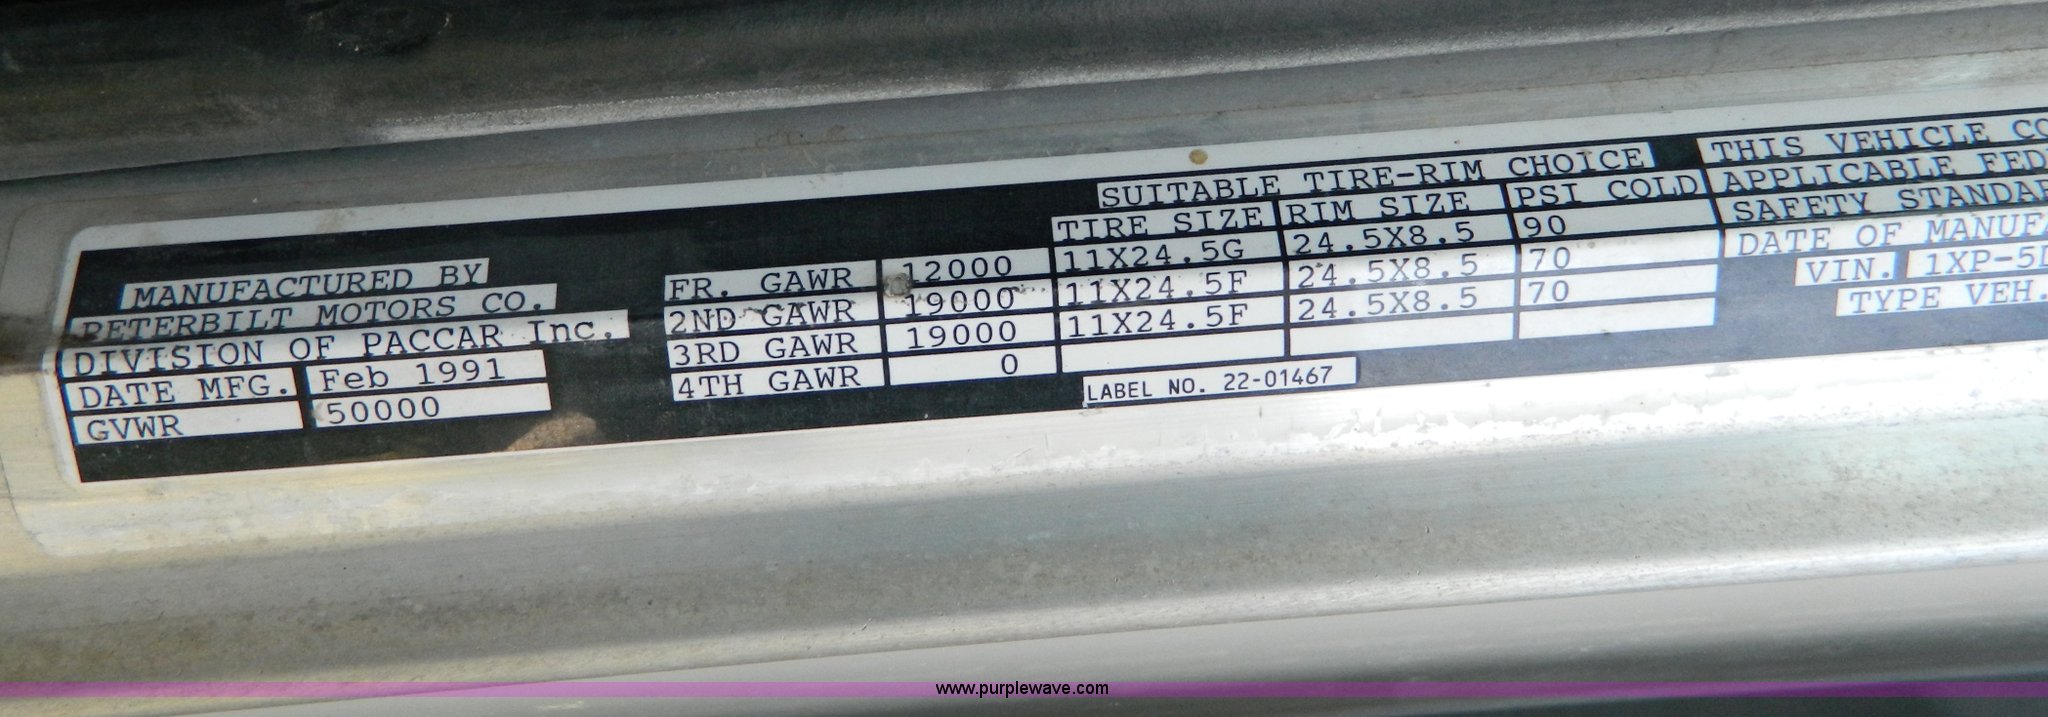 MANUFACTURED BY
PETERBILT MOTORS CO.
DIVISION OF PACCAR Inc.
DATE MFG. Feb 1991
GVWR 50000
SUITABLE TIRE-RIM CHOICE
TIRE SIZE RIM SIZE PSI COLD
FR. GAWR 12000 11X24.5G 24.5X8.5 90
2ND GAWR 19000 11X24.5F 24.5X8.5 70
3RD GAWR 19000 11X24.5F 24.5X8.5 70
4TH GAWR 0
LABEL NO. 22-01467
THIS VEHICLE CO
APPLICABLE FED
SAFETY STANDAR
DATE OF MANUF
VIN. 1XP-5
TYPE VEH.
www.purplewave.com